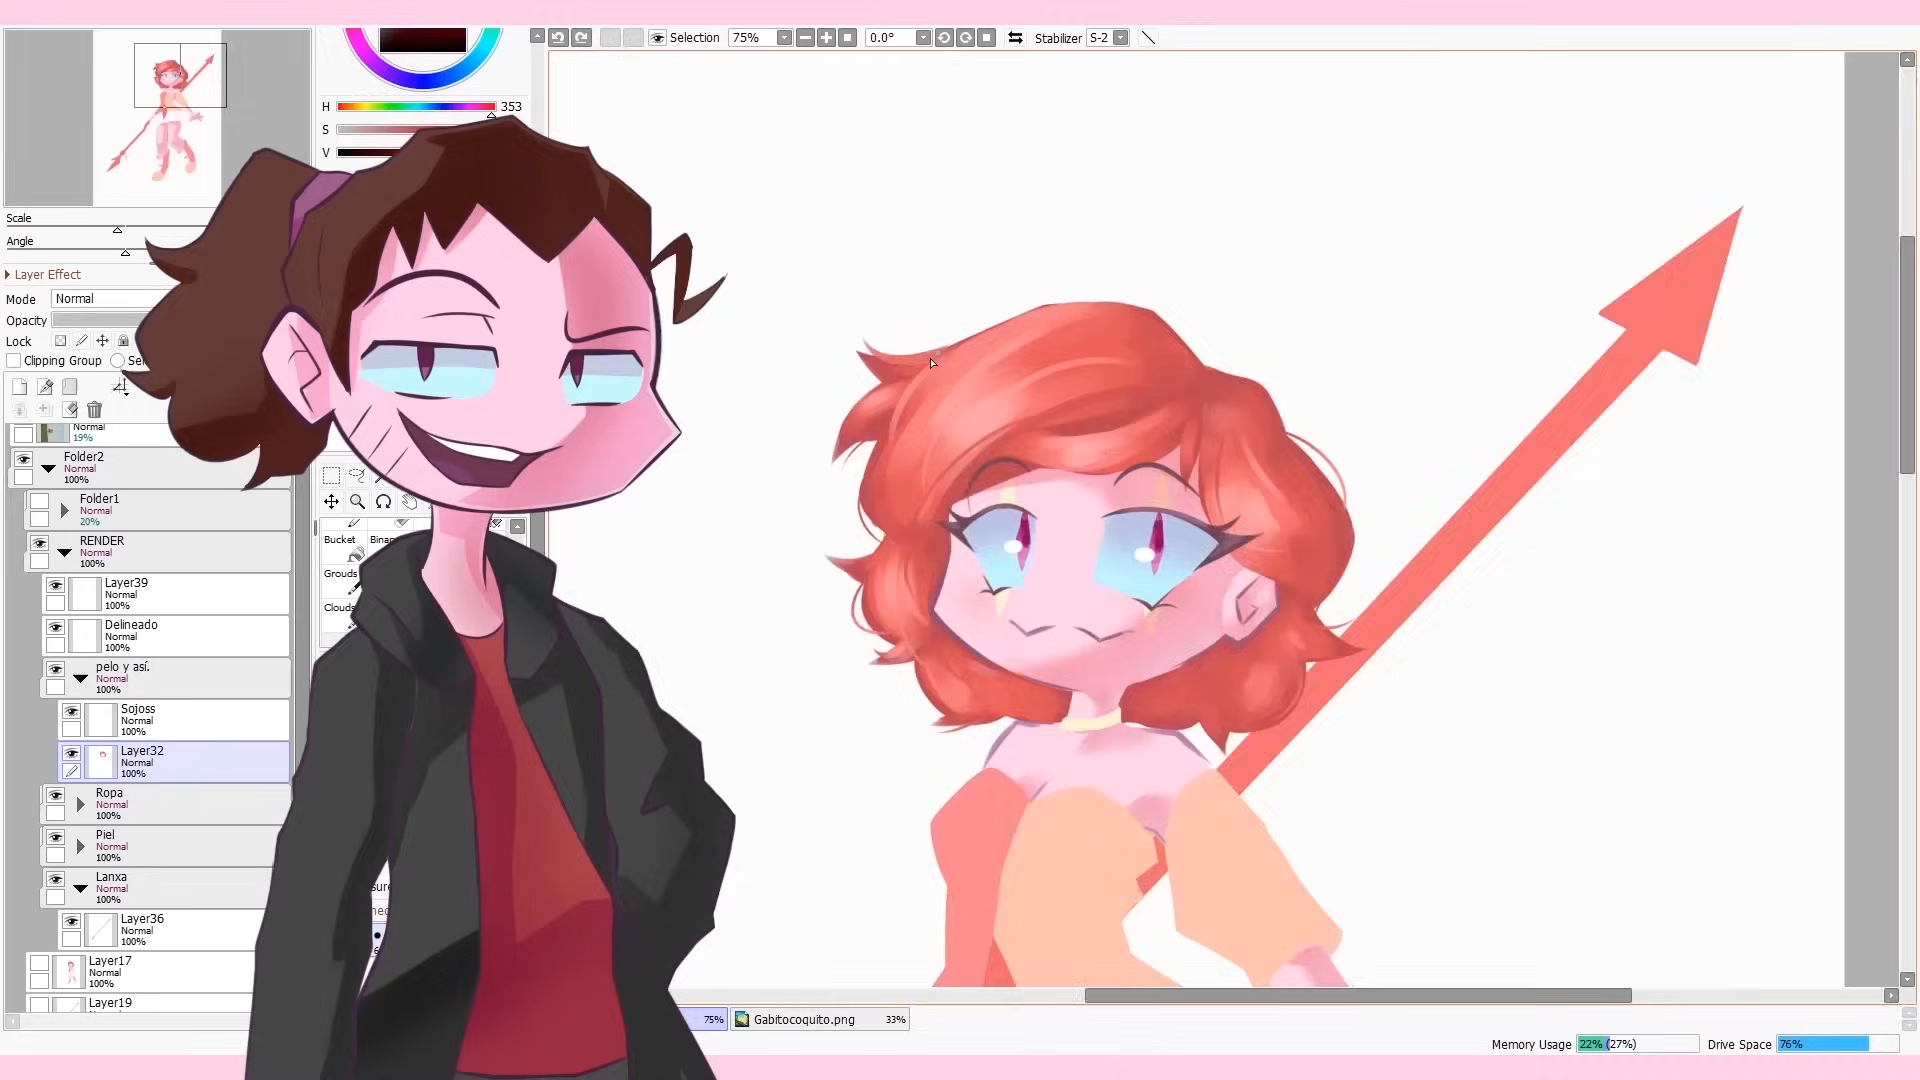 Selection 75% 0.0° Stabilizer S-2
H 353
S
V
Scale
Angle
Layer Effect
Mode Normal
Opacity
Lock
Clipping Group Sel
Normal
19%
Folder2
Normal
100%
Folder1
Normal
20%
RENDER
Normal
100%
Layer39
Normal
100%
Delineado
Normal
100%
pelo y así.
Normal
100%
Sojoss
Normal
100%
Layer32
Normal
100%
Ropa
Normal
100%
Piel
Normal
100%
Lanxa
Normal
100%
Layer36
Normal
100%
Layer17
Normal
100%
Layer19
Bucket
Grouds
Clouds
75% Gabitocoquito.png 33%
Memory Usage 22% (27%) Drive Space 76%